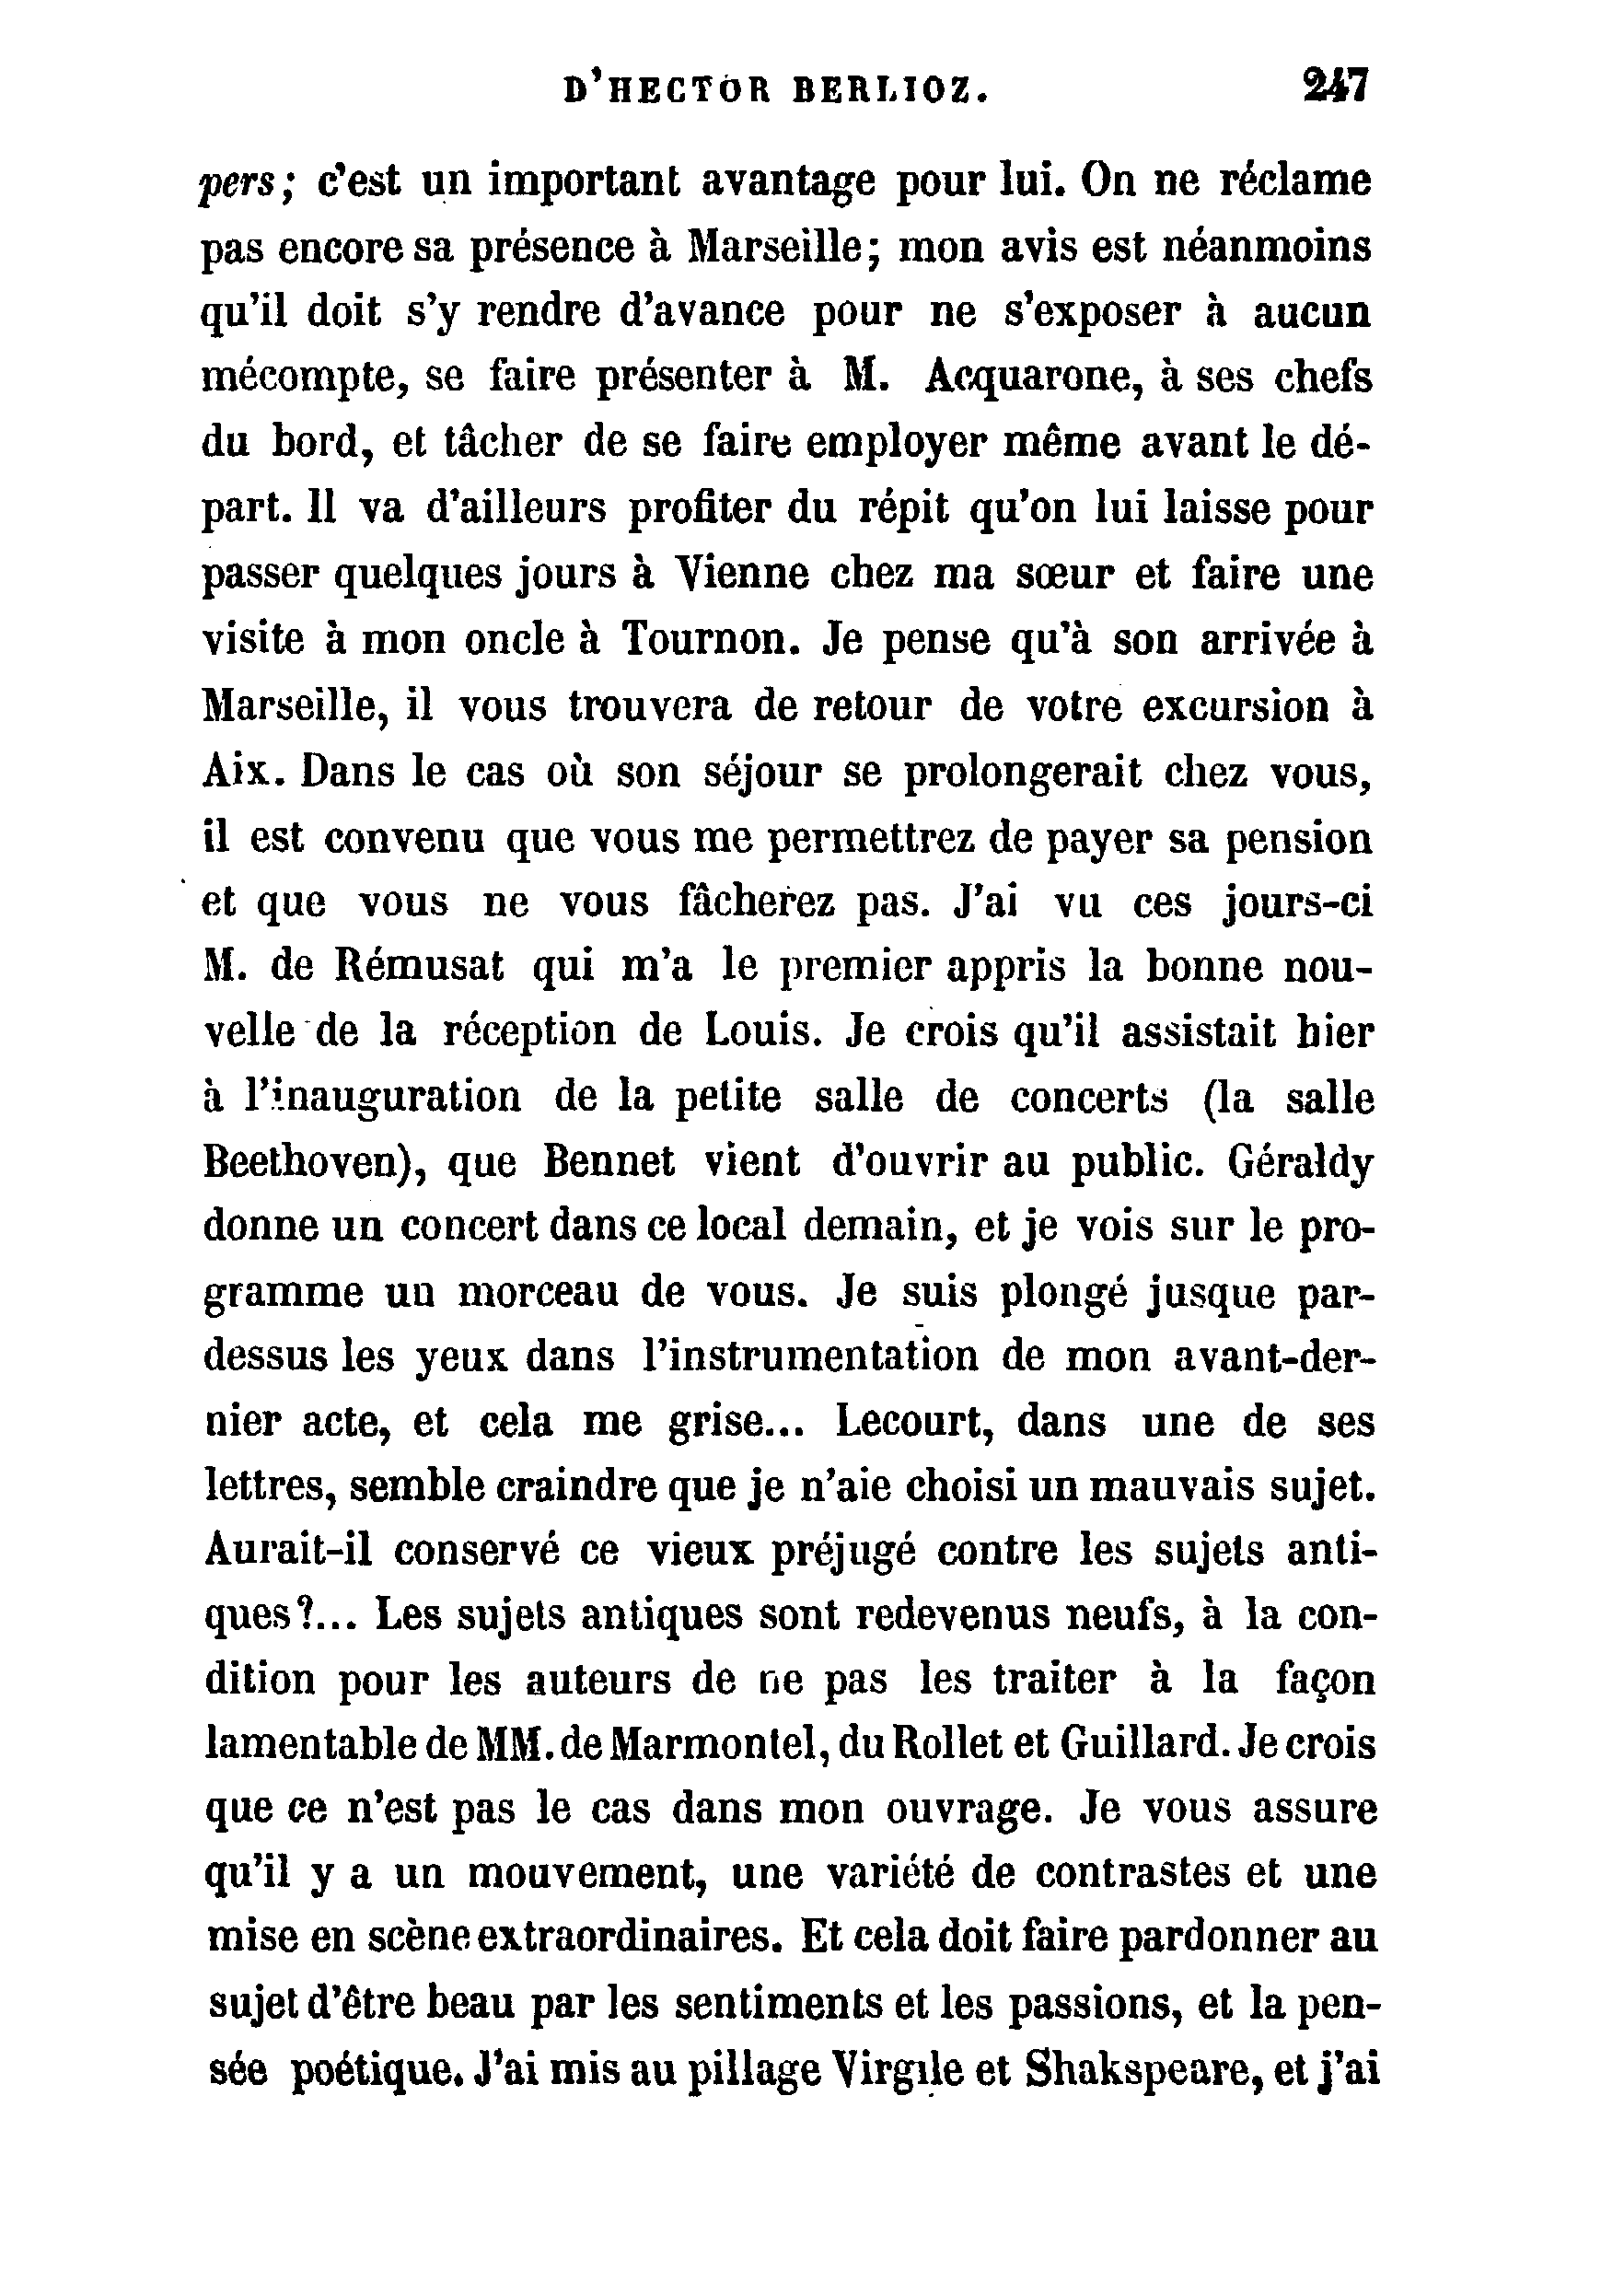 D'HECTOR BERLIOZ. 247
pers; c'est un important avantage pour lui. On ne réclame
pas encore sa présence à Marseille; mon avis est néanmoins
qu'il doit s'y rendre d'avance pour ne s'exposer à aucun
mécompte, se faire présenter à M. Acquarone, à ses chefs
du bord, et tâcher de se faire employer même avant le dé-
part. Il va d'ailleurs profiter du répit qu'on lui laisse pour
passer quelques jours à Vienne chez ma sœur et faire une
visite à mon oncle à Tournon. Je pense qu'à son arrivée à
Marseille, il vous trouvera de retour de votre excursion à
Aix. Dans le cas où son séjour se prolongerait chez vous,
il est convenu que vous me permettrez de payer sa pension
et que vous ne vous fâcherez pas. J'ai vu ces jours-ci
M. de Rémusat qui m'a le premier appris la bonne nou-
velle de la réception de Louis. Je crois qu'il assistait hier
à l'inauguration de la petite salle de concerts (la salle
Beethoven), que Bennet vient d'ouvrir au public. Géraldy
donne un concert dans ce local demain, et je vois sur le pro-
gramme un morceau de vous. Je suis plongé jusque par-
dessus les yeux dans l'instrumentation de mon avant-der-
nier acte, et cela me grise... Lecourt, dans une de ses
lettres, semble craindre que je n'aie choisi un mauvais sujet.
Aurait-il conservé ce vieux préjugé contre les sujets anti-
ques?... Les sujets antiques sont redevenus neufs, à la con-
dition pour les auteurs de ne pas les traiter à la façon
lamentable de MM. de Marmontel, du Rollet et Guillard. Je crois
que ce n'est pas le cas dans mon ouvrage. Je vous assure
qu'il y a un mouvement, une variété de contrastes et une
mise en scène extraordinaires. Et cela doit faire pardonner au
sujet d'être beau par les sentiments et les passions, et la pen-
sée poétique. J'ai mis au pillage Virgile et Shakspeare, et j'ai